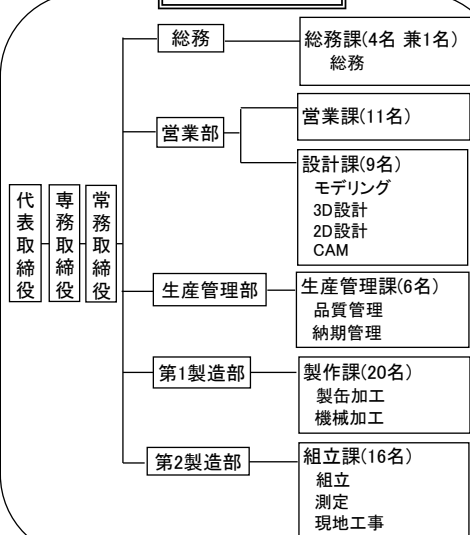 総務
総務課(4名 兼1名)
総務
営業部
営業課(11名)
設計課(9名)
モデリング
3D設計
2D設計
CAM
代表取締役
専務取締役
常務取締役
生産管理部
生産管理課(6名)
品質管理
納期管理
第1製造部
製作課(20名)
製缶加工
機械加工
第2製造部
組立課(16名)
組立
測定
現地工事